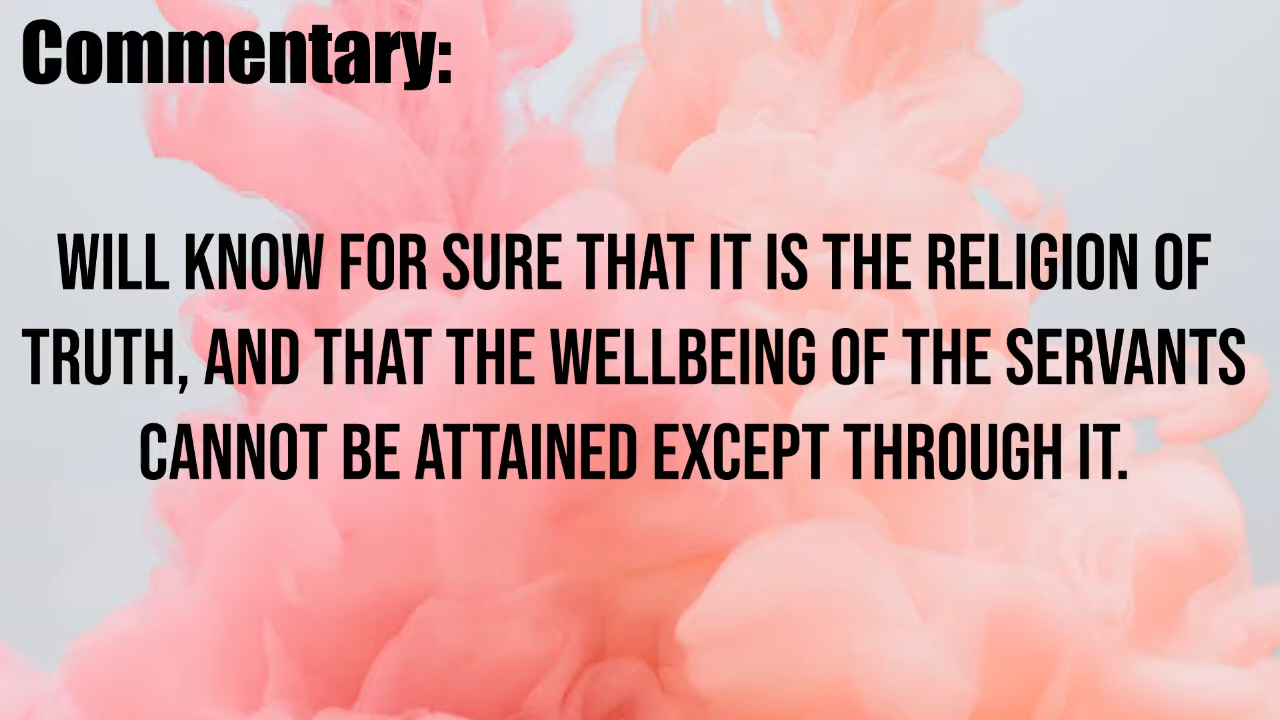 Commentary:
WILL KNOW FOR SURE THAT IT IS THE RELIGION OF
TRUTH, AND THAT THE WELLBEING OF THE SERVANTS
CANNOT BE ATTAINED EXCEPT THROUGH IT.